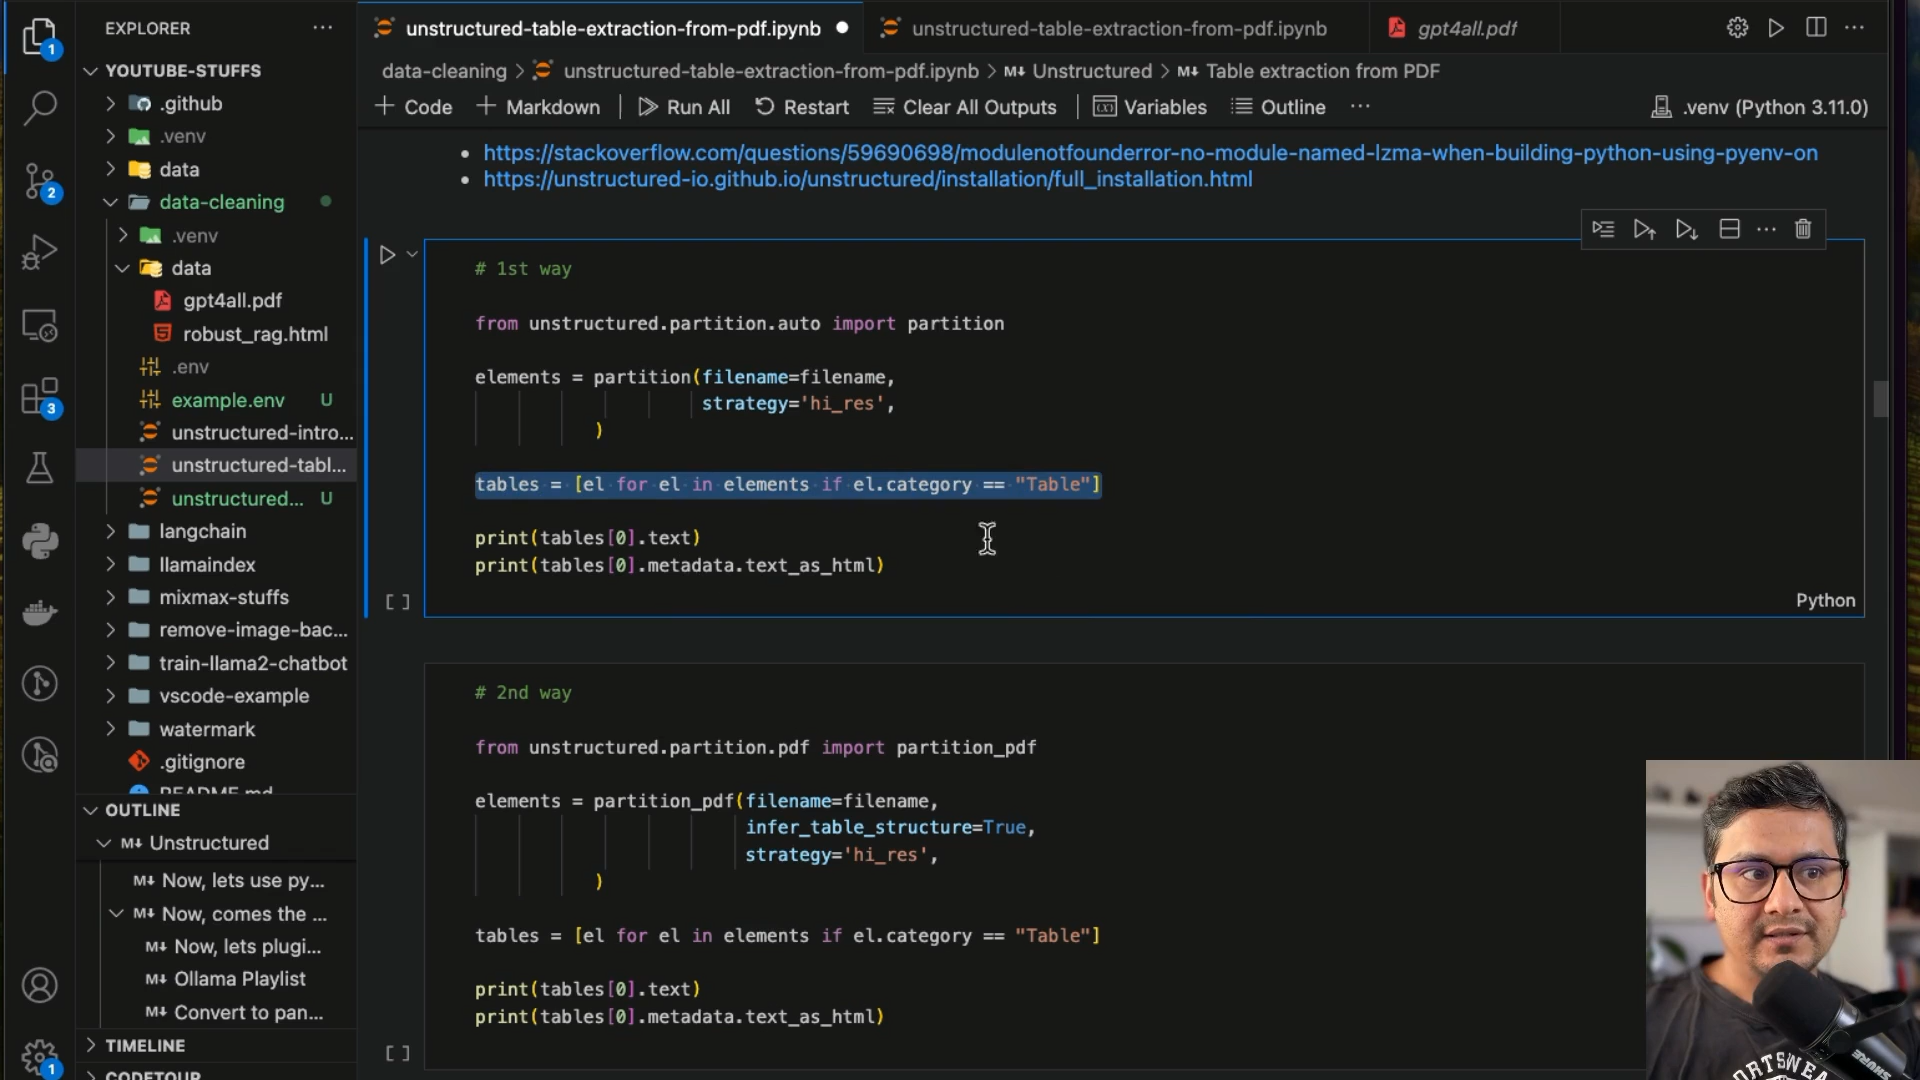 EXPLORER
YOUTUBE-STUFFS
.github
.venv
data
data-cleaning
.venv
data
gpt4all.pdf
robust_rag.html
.env
example.env U
unstructured-intro...
unstructured-tabl...
unstructured... U
langchain
llamaindex
mixmax-stuffs
remove-image-bac...
train-llama2-chatbot
vscode-example
watermark
.gitignore
README.md
OUTLINE
Unstructured
Now, lets use py...
Now, comes the ...
Now, lets plugi...
Ollama Playlist
Convert to pan...
TIMELINE
CODETOUR
1
2
3
1
unstructured-table-extraction-from-pdf.ipynb
unstructured-table-extraction-from-pdf.ipynb
gpt4all.pdf
data-cleaning > unstructured-table-extraction-from-pdf.ipynb > M↓ Unstructured > M↓ Table extraction from PDF
+ Code + Markdown | Run All Restart Clear All Outputs | Variables Outline ... .venv (Python 3.11.0)
• https://stackoverflow.com/questions/59690698/modulenotfounderror-no-module-named-lzma-when-building-python-using-pyenv-on
• https://unstructured-io.github.io/unstructured/installation/full_installation.html
# 1st way
from unstructured.partition.auto import partition
elements = partition(filename=filename,
strategy='hi_res',
)
tables = [el for el in elements if el.category == "Table"]
print(tables[0].text)
print(tables[0].metadata.text_as_html)
[ ]
Python
# 2nd way
from unstructured.partition.pdf import partition_pdf
elements = partition_pdf(filename=filename,
infer_table_structure=True,
strategy='hi_res',
)
tables = [el for el in elements if el.category == "Table"]
print(tables[0].text)
print(tables[0].metadata.text_as_html)
[ ]
SHURE